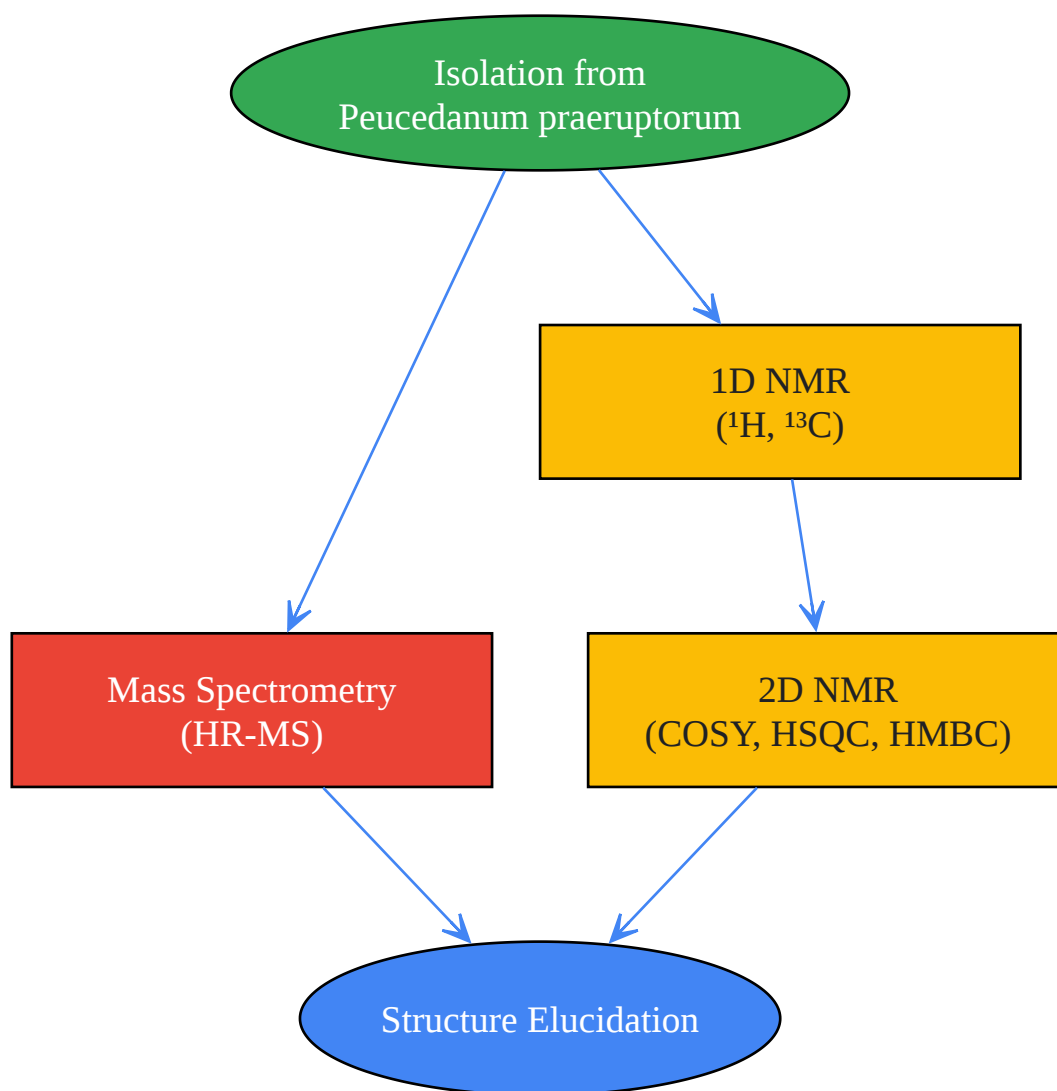 Isolation from
Peucedanum praeruptorum
1D NMR
(¹H, ¹³C)
Mass Spectrometry
(HR-MS)
2D NMR
(COSY, HSQC, HMBC)
Structure Elucidation